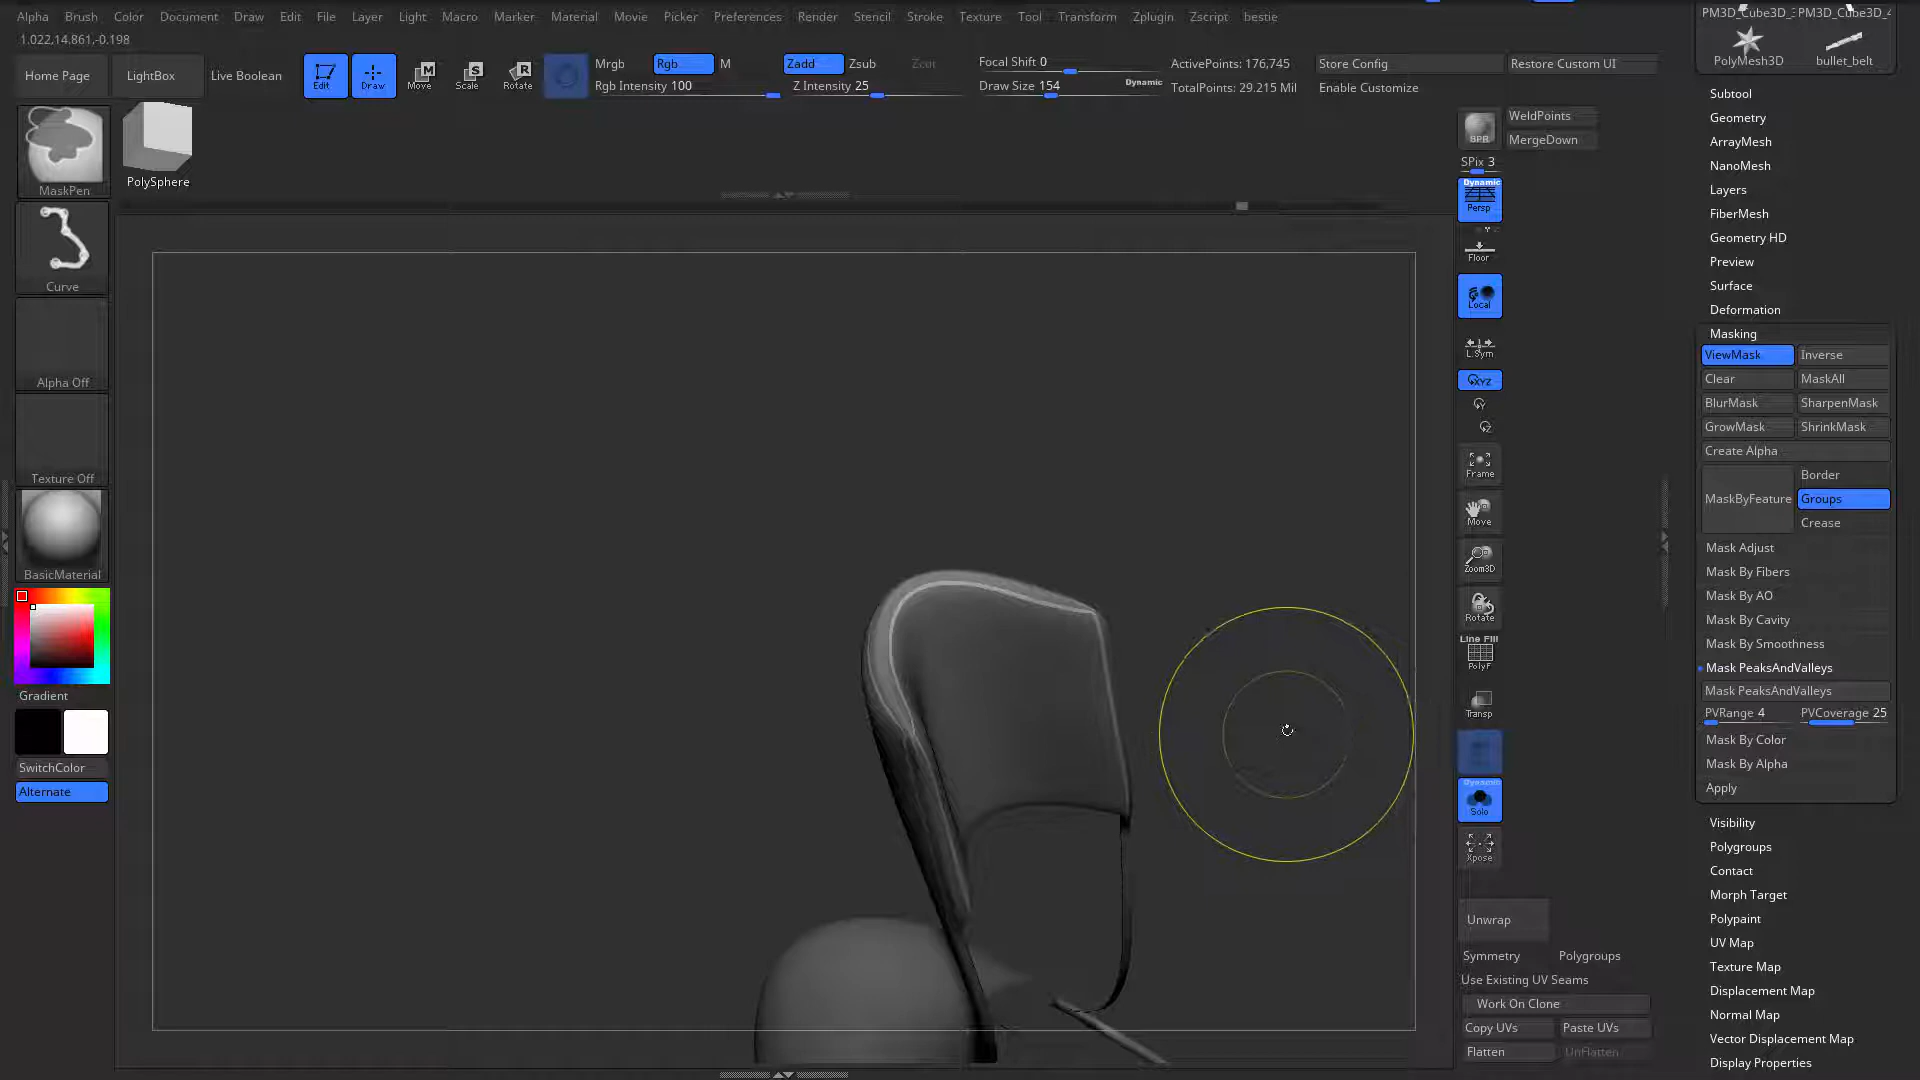 Alpha Brush Color Document Draw Edit File Layer Light Macro Marker Material Movie Picker Preferences Render Stencil Stroke Texture Tool Transform Zplugin Zscript bestie
1.022,14.861,-0.198
Home Page LightBox Live Boolean Edit Draw Move Scale Rotate
Mrgb Rgb M Zadd Zsub Zcut Focal Shift 0 ActivePoints: 176,745 Store Config Restore Custom UI
Rgb Intensity 100 Z Intensity 25 Draw Size 154 Dynamic TotalPoints: 29.215 Mil Enable Customize
MaskPen
PolySphere
Curve
Alpha Off
Texture Off
BasicMaterial
Gradient
SwitchColor
Alternate
BPR WeldPoints
MergeDown
SPix 3
Dynamic
Persp
Floor
Local
L.Sym
XYZ
Frame
Move
Zoom3D
Rotate
Line Fill
PolyF
Transp
Dynamic
Solo
Xpose
Unwrap
Symmetry Polygroups
Use Existing UV Seams
Work On Clone
Copy UVs Paste UVs
Flatten UnFlatten
PolyMesh3D bullet_belt
Subtool
Geometry
ArrayMesh
NanoMesh
Layers
FiberMesh
Geometry HD
Preview
Surface
Deformation
Masking
ViewMask Inverse
Clear MaskAll
BlurMask SharpenMask
GrowMask ShrinkMask
Create Alpha
MaskByFeature Border
Groups
Crease
Mask Adjust
Mask By Fibers
Mask By AO
Mask By Cavity
Mask By Smoothness
Mask PeaksAndValleys
Mask PeaksAndValleys
PVRange 4 PVCoverage 25
Mask By Color
Mask By Alpha
Apply
Visibility
Polygroups
Contact
Morph Target
Polypaint
UV Map
Texture Map
Displacement Map
Normal Map
Vector Displacement Map
Display Properties